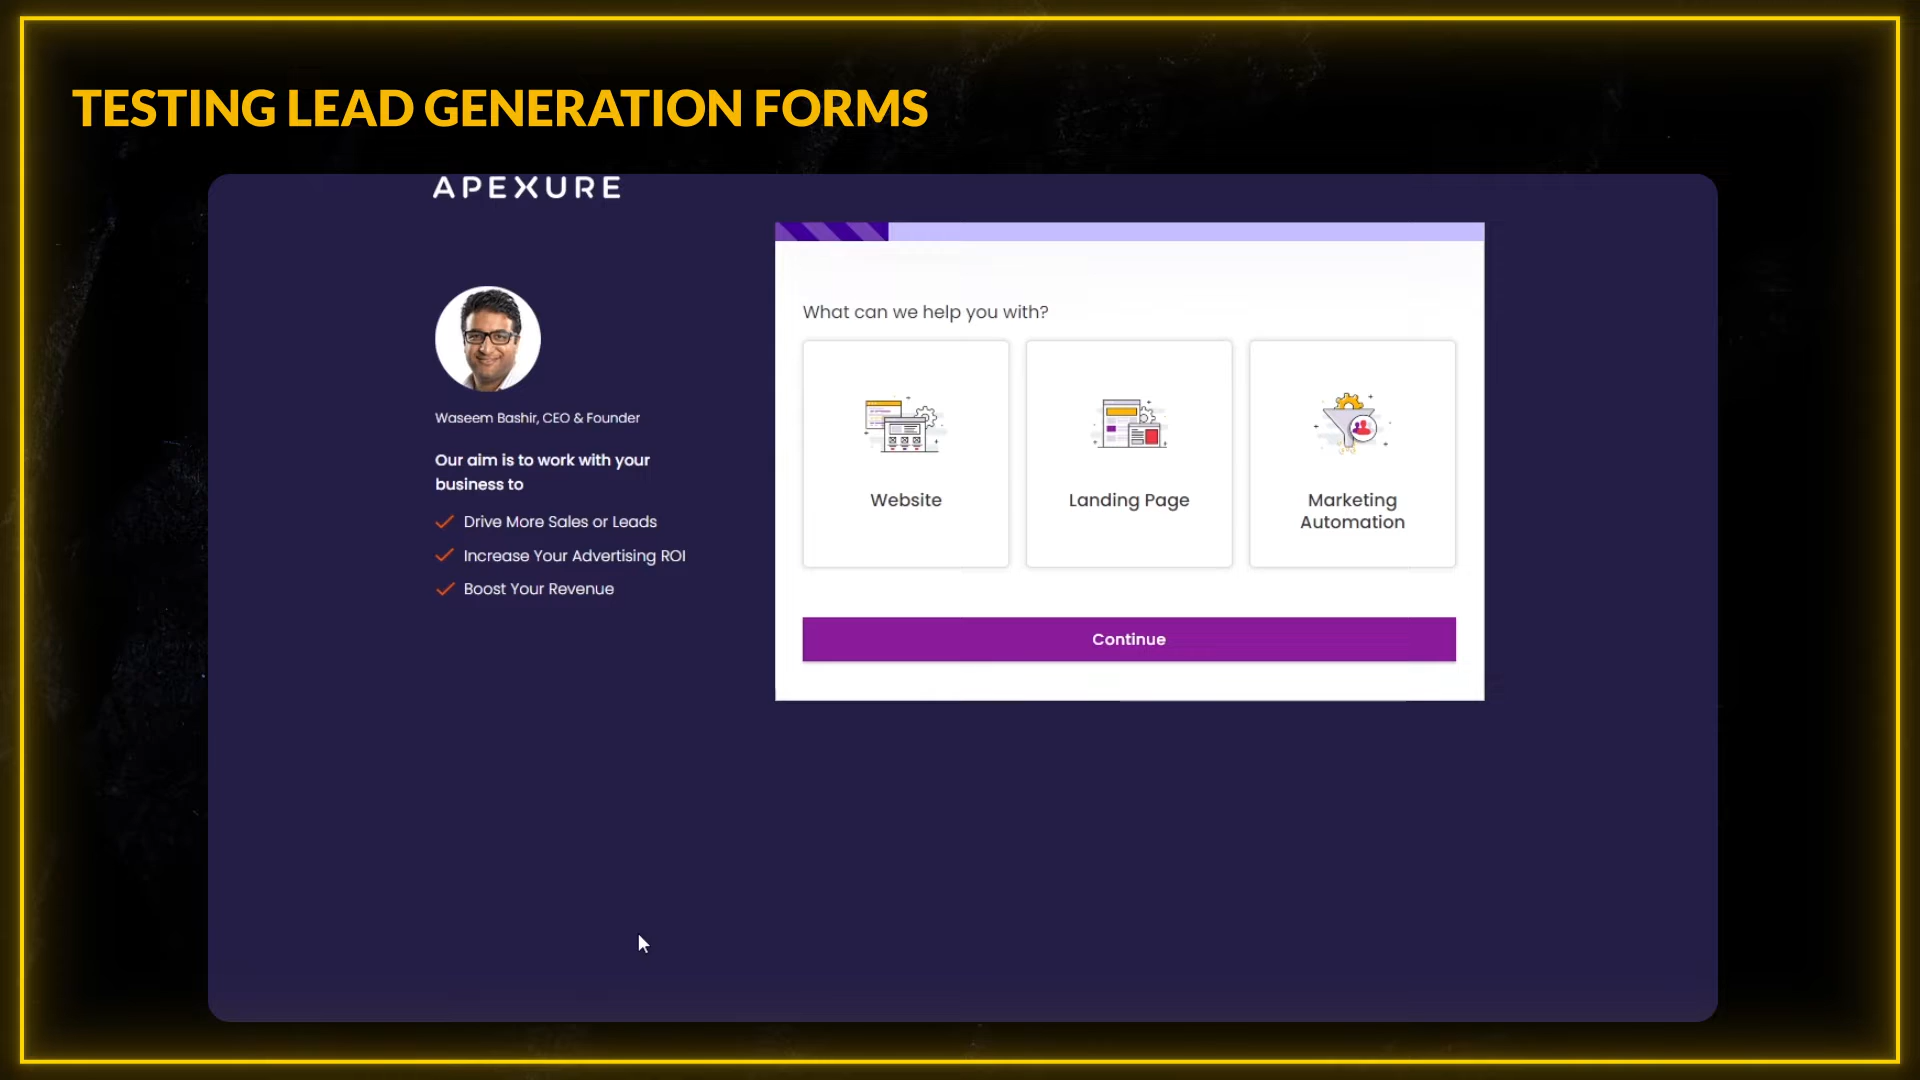 TESTING LEAD GENERATION FORMS
APEXURE
Waseem Bashir, CEO & Founder
Our aim is to work with your
business to
Drive More Sales or Leads
Increase Your Advertising ROI
Boost Your Revenue
What can we help you with?
Website
Landing Page
Marketing
Automation
Continue